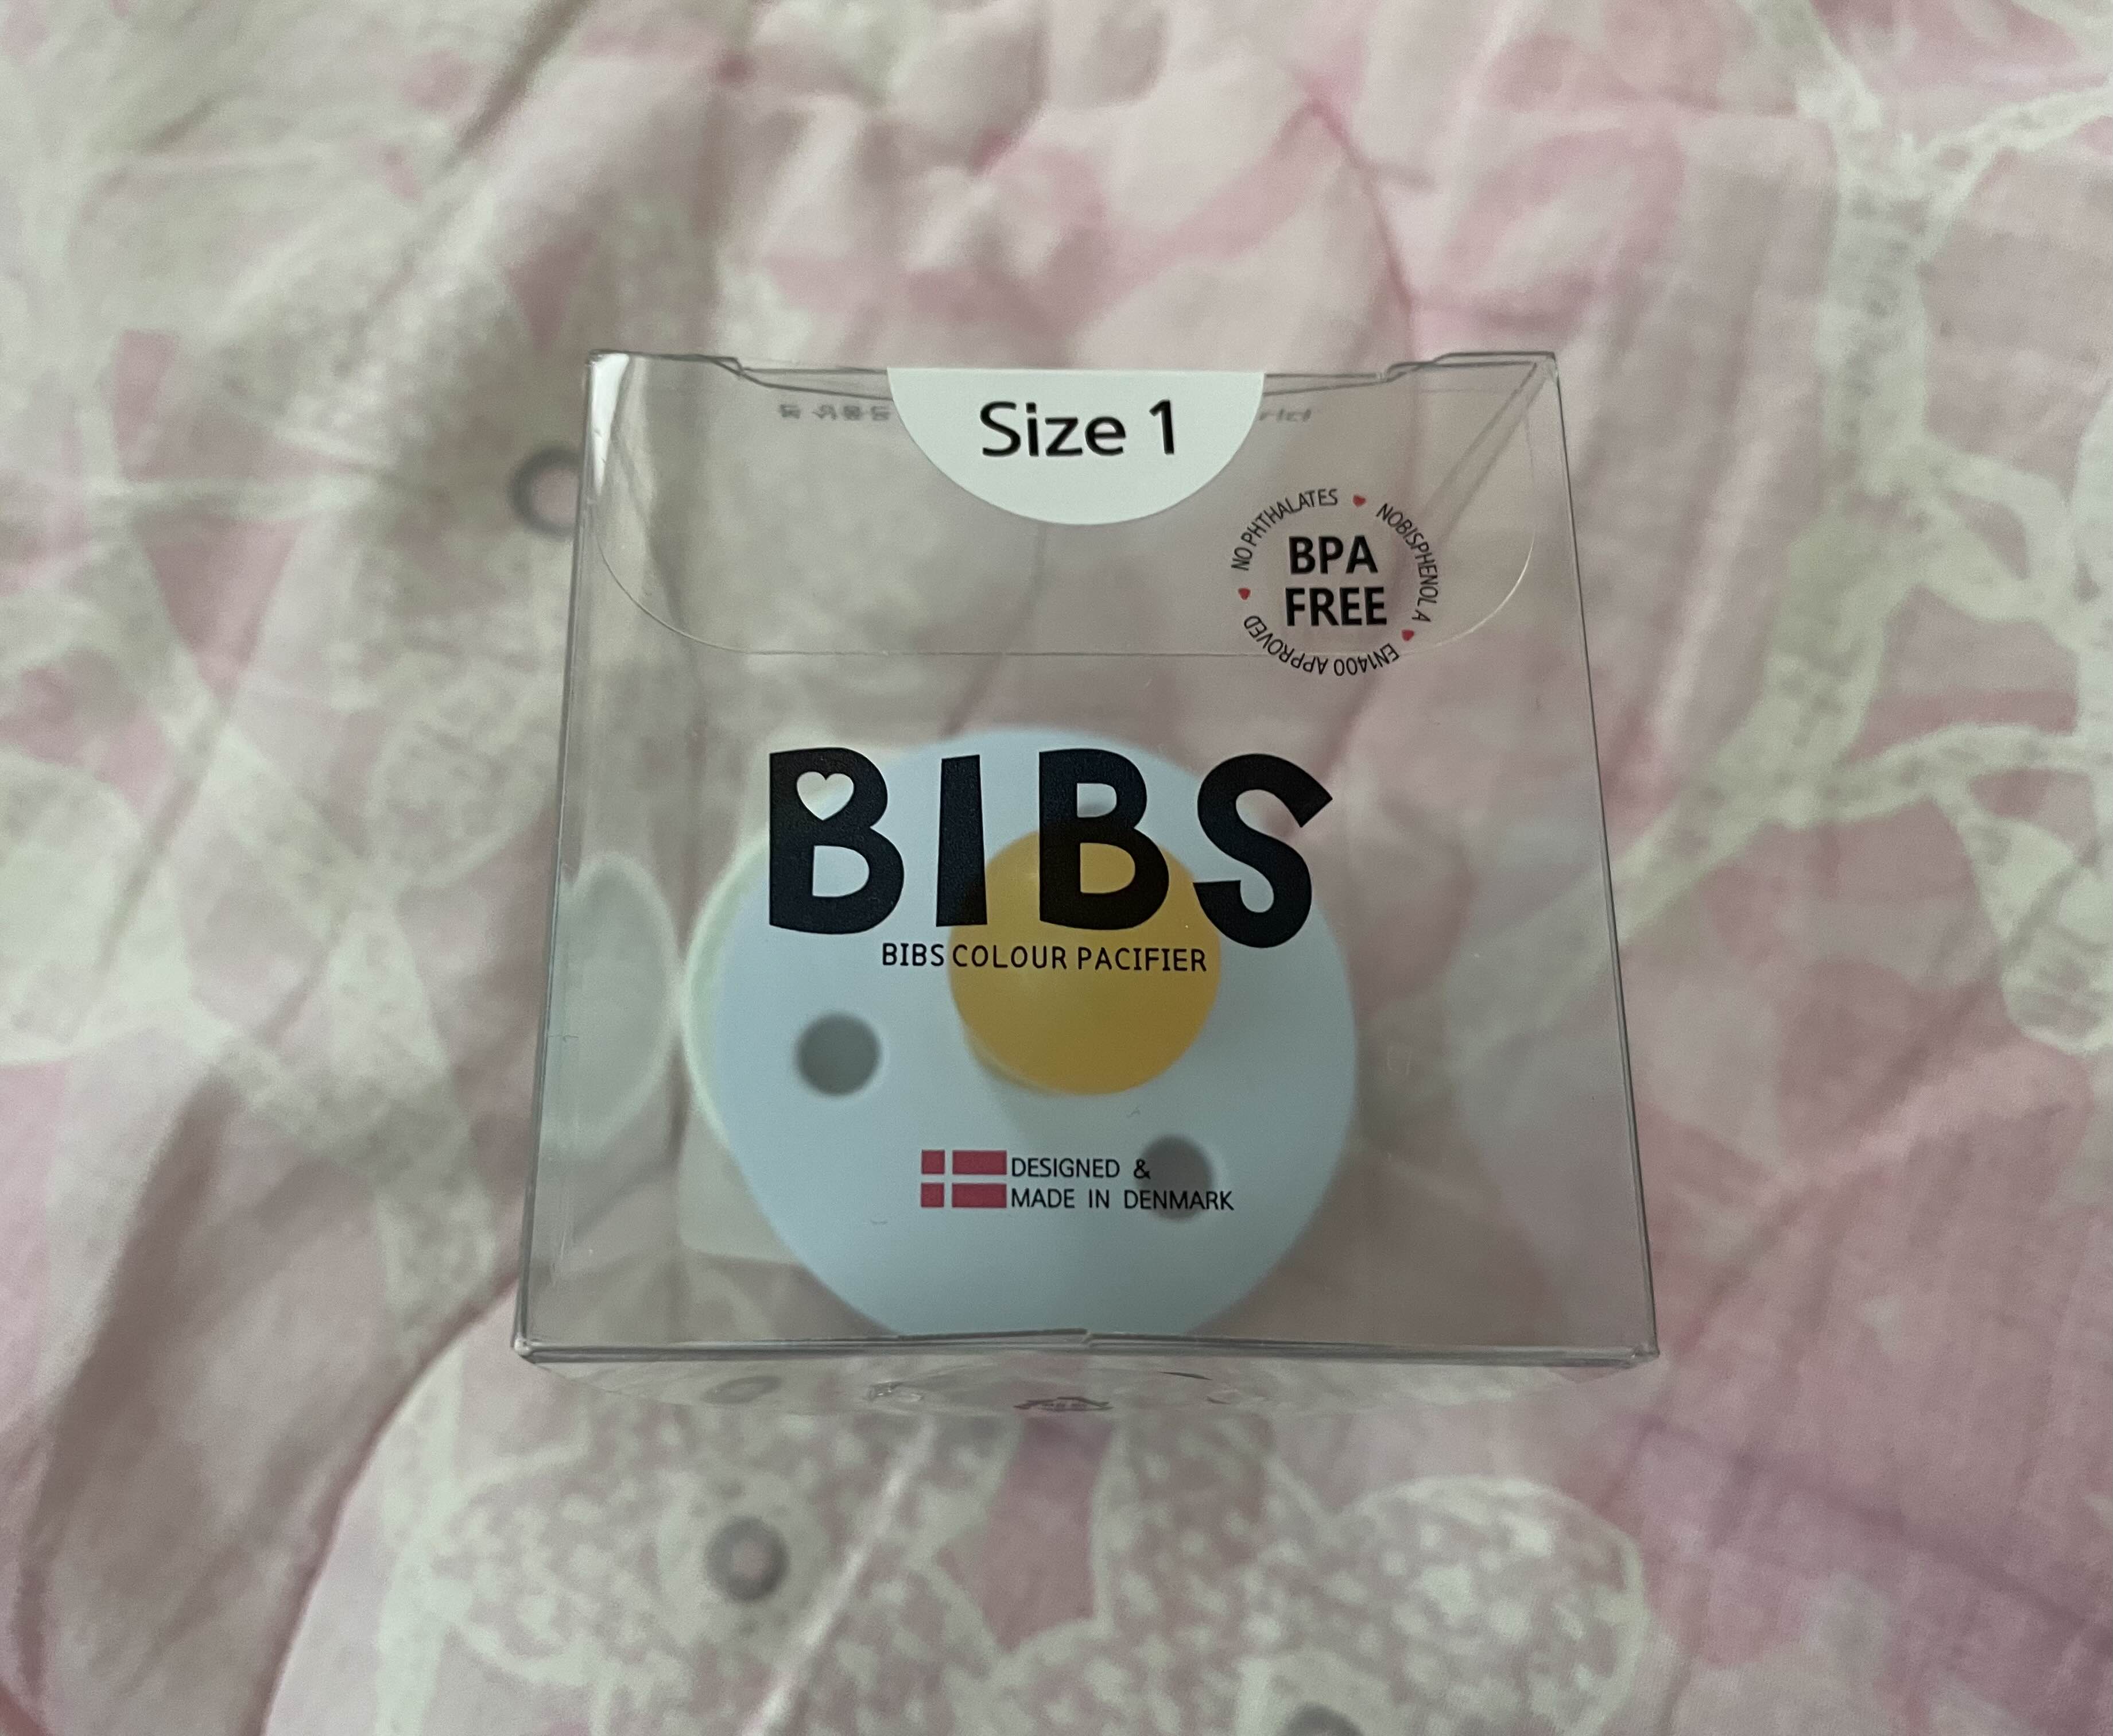 Size 1
NO PHTHALATES ♥ NOBISPHENOL A ♥ EN1400 APPROVED ♥
BPA
FREE
BIBS
BIBS COLOUR PACIFIER
DESIGNED &
MADE IN DENMARK